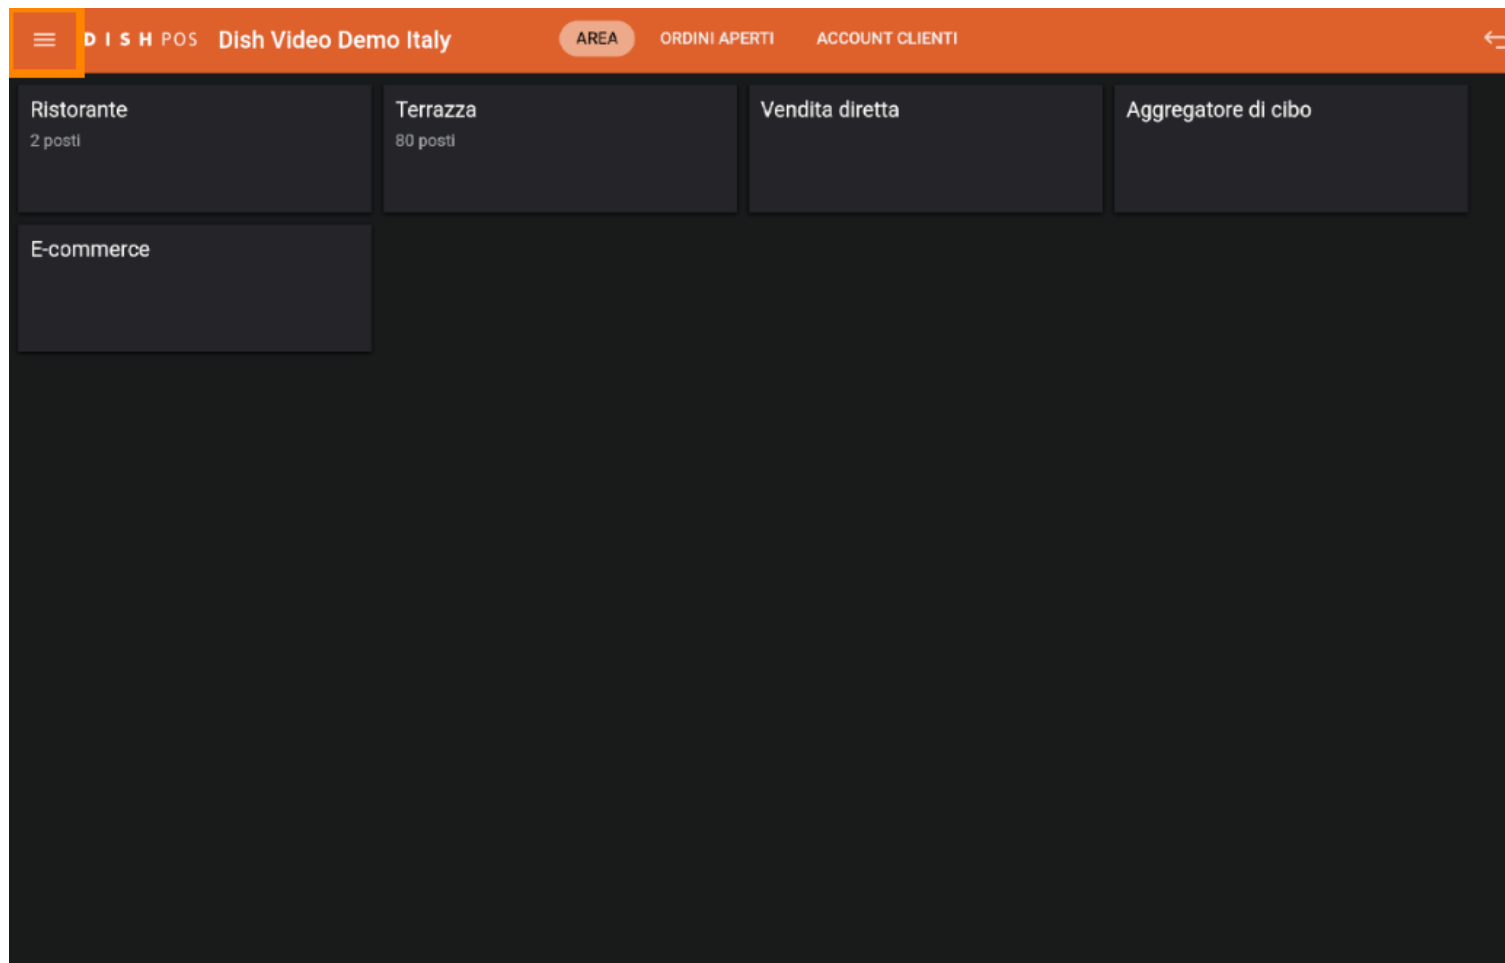 DISH POS Dish Video Demo Italy AREA ORDINI APERTI ACCOUNT CLIENTI
Ristorante
2 posti
Terrazza
80 posti
Vendita diretta
Aggregatore di cibo
E-commerce